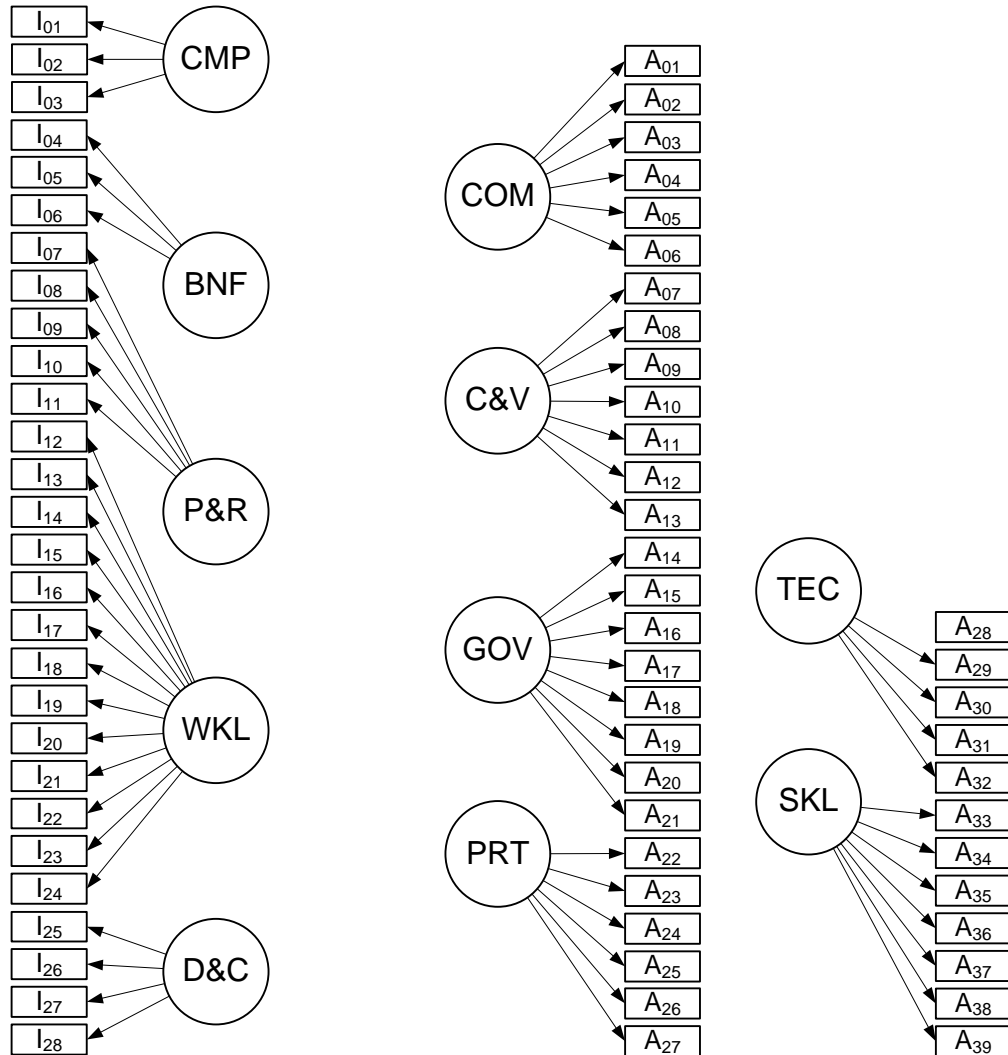 I01
I02
I03
I04
I05
I06
I07
I08
I09
I10
I11
I12
I13
I14
I15
I16
I17
I18
I19
I20
I21
I22
I23
I24
I25
I26
I27
I28
CMP
BNF
P&R
WKL
D&C
COM
C&V
GOV
PRT
A01
A02
A03
A04
A05
A06
A07
A08
A09
A10
A11
A12
A13
A14
A15
A16
A17
A18
A19
A20
A21
A22
A23
A24
A25
A26
A27
TEC
SKL
A28
A29
A30
A31
A32
A33
A34
A35
A36
A37
A38
A39